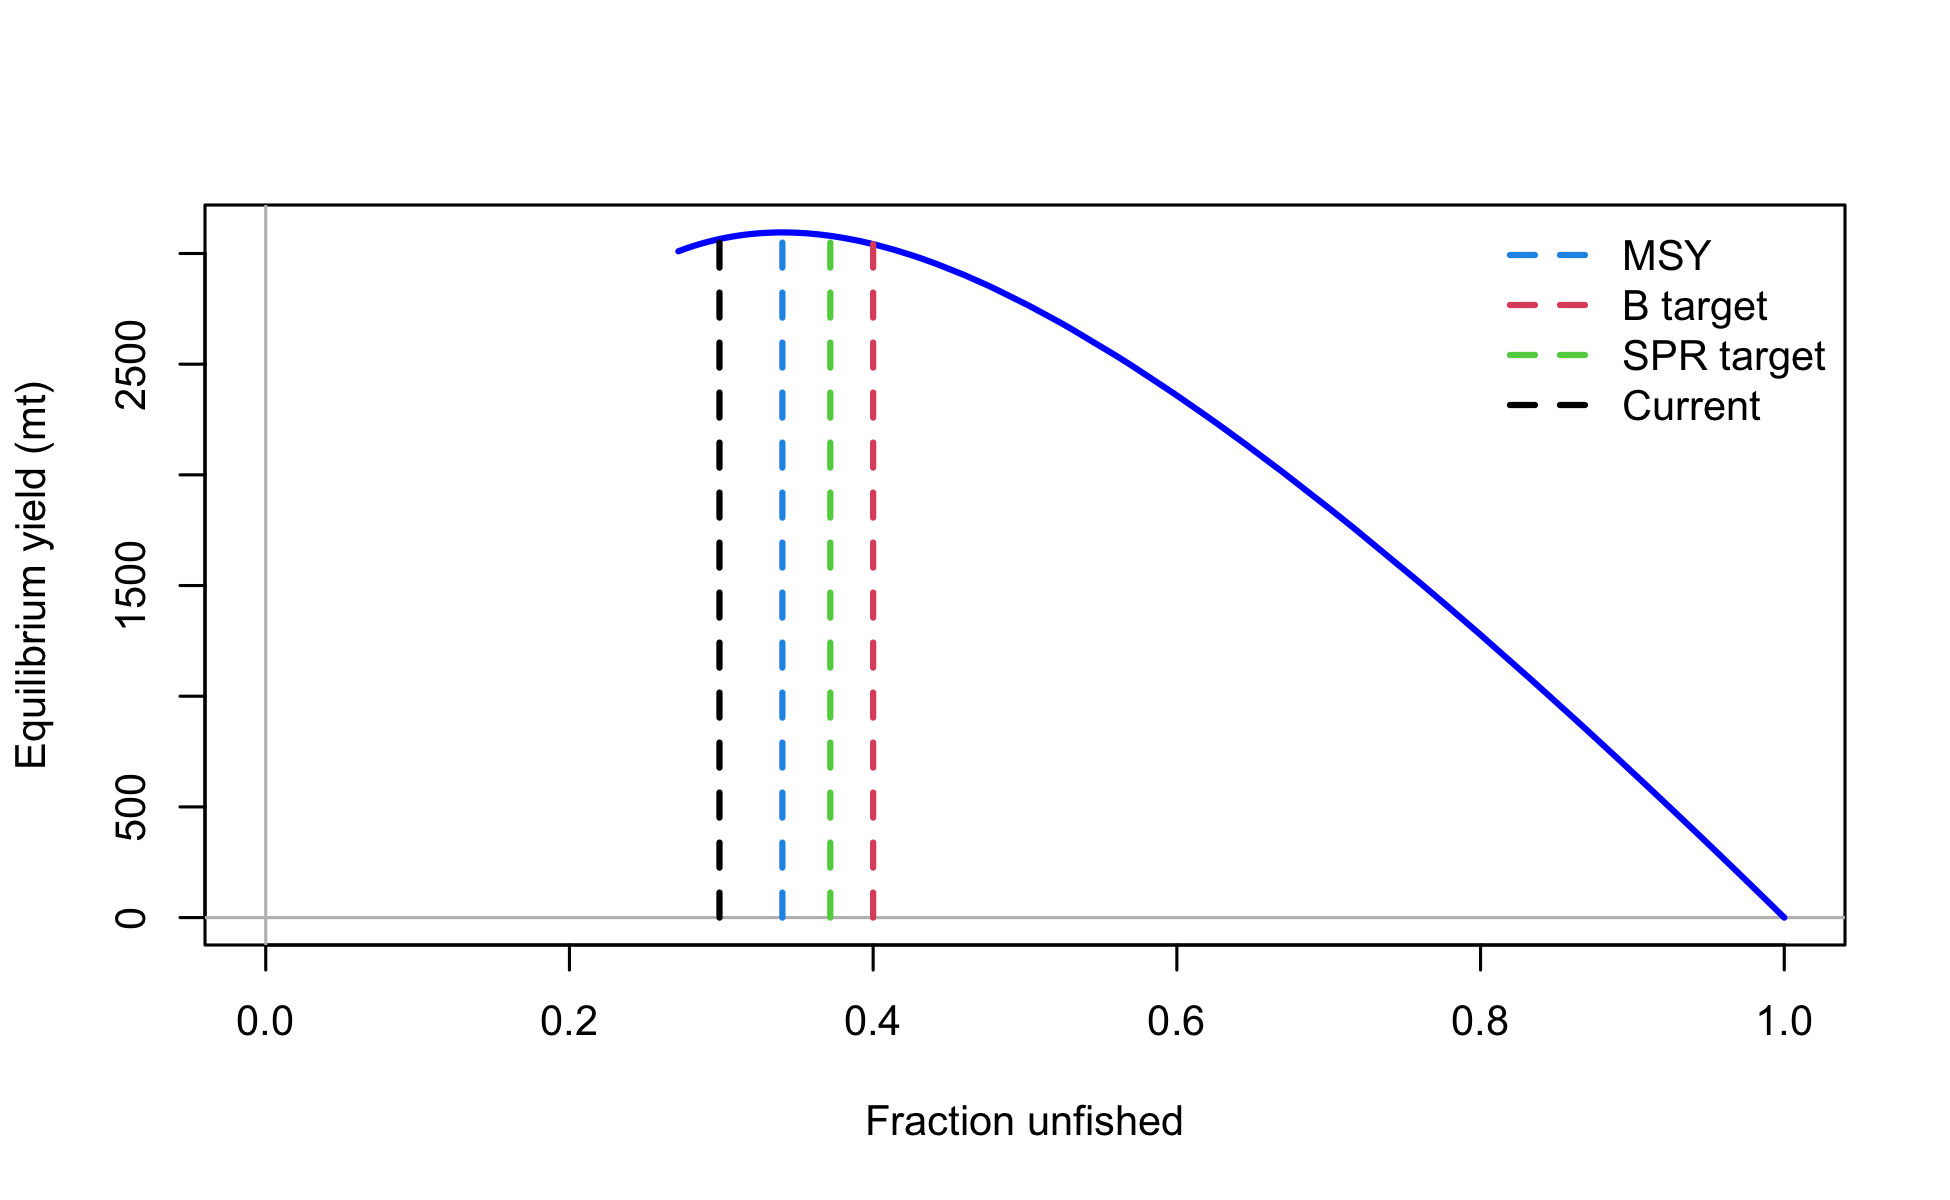 Equilibrium yield (mt)
2500
1500
500
0
MSY
B target
SPR target
Current
0.0 0.2 0.4 0.6 0.8 1.0
Fraction unfished